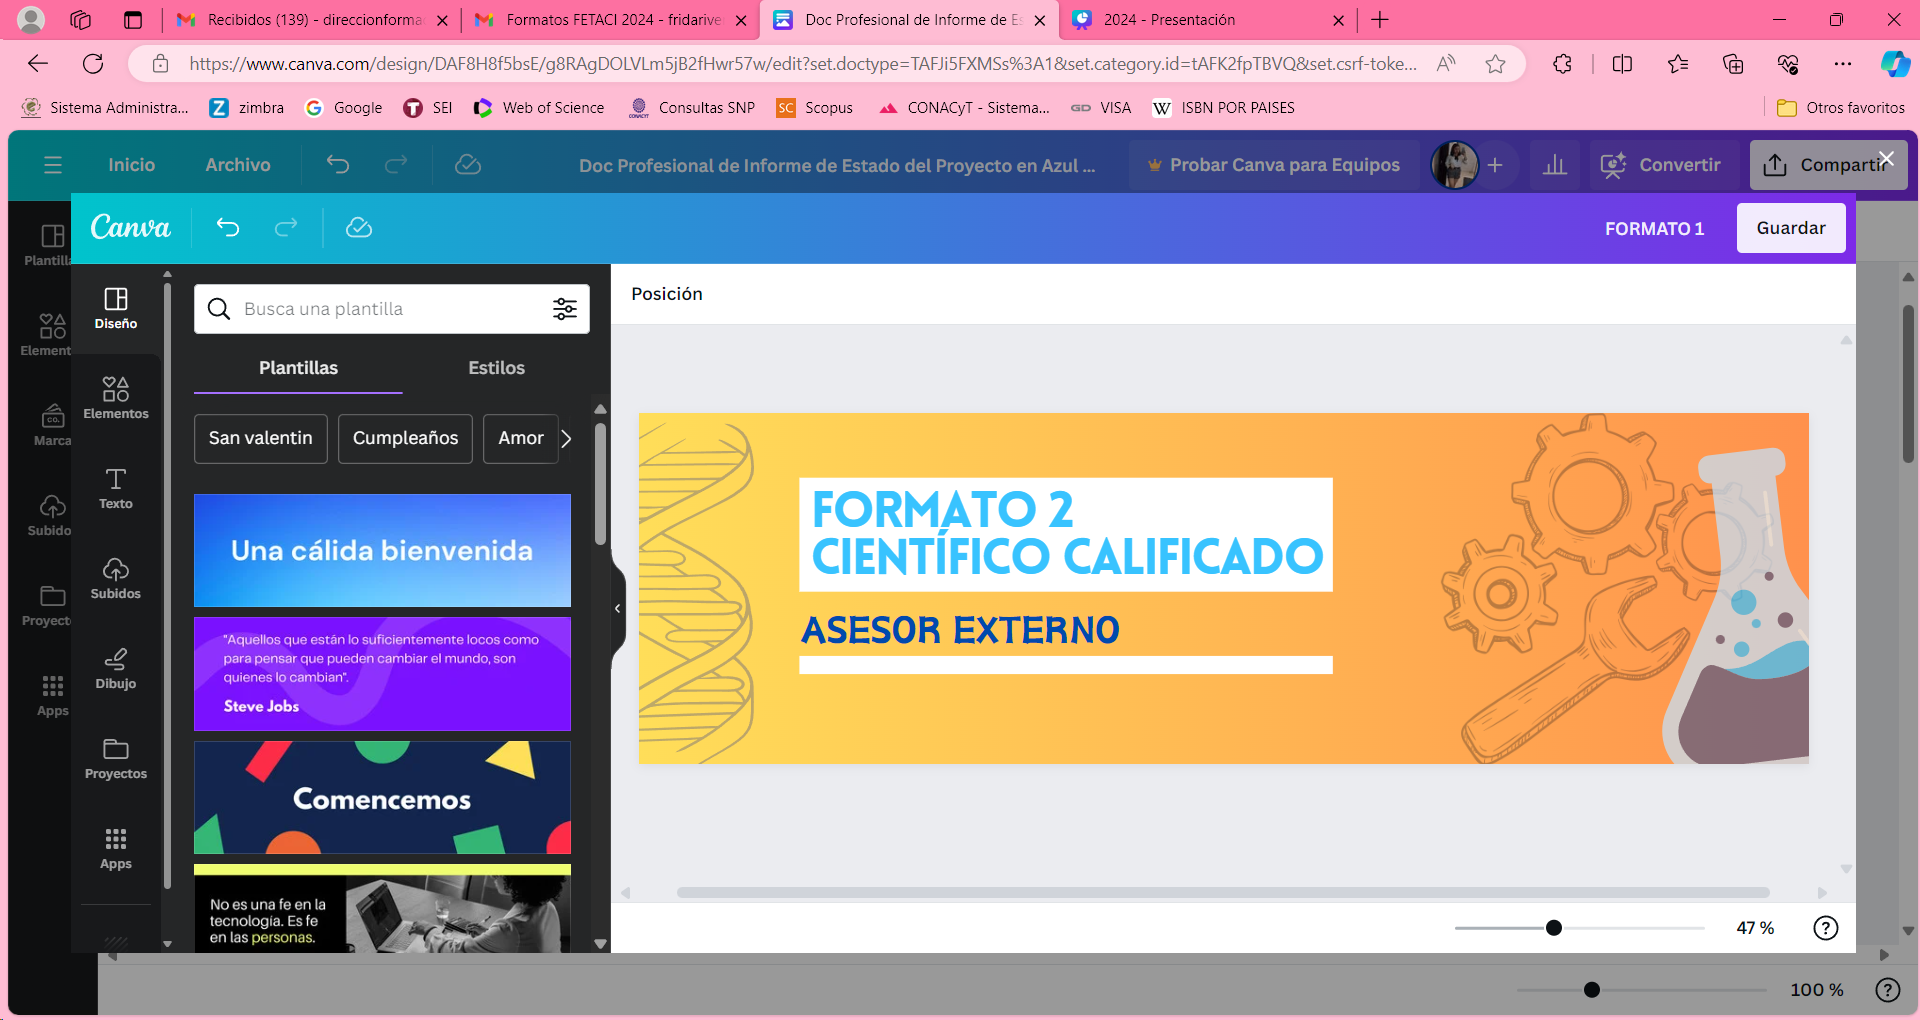 Recibidos (139) - direccionforma
Formatos FETACI 2024 - fridarive
Doc Profesional de Informe de Es
2024 - Presentación
https://www.canva.com/design/DAF8H8f5bsE/g8RAgDOLVLm5jB2fHwr57w/edit?set.doctype=TAFJi5FXMSs%3A1&set.category.id=tAFK2fpTBVQ&set.csrf-toke...
Sistema Administra...
zimbra
Google
SEI
Web of Science
Consultas SNP
Scopus
CONACyT - Sistema...
VISA
ISBN POR PAISES
Otros favoritos
Inicio
Archivo
Doc Profesional de Informe de Estado del Proyecto en Azul ...
Probar Canva para Equipos
Convertir
Compartir
Canva
FORMATO 1
Guardar
Plantilla
Element
Marca
Subido
Proyect
Apps
Diseño
Elementos
Texto
Subidos
Dibujo
Proyectos
Apps
Busca una plantilla
Plantillas
Estilos
San valentin
Cumpleaños
Amor
Una cálida bienvenida
"Aquellos que están lo suficientemente locos como
para pensar que pueden cambiar el mundo, son
quienes lo cambian".
Steve Jobs
Comencemos
No es una fe en la
tecnología. Es fe
en las personas.
Posición
FORMATO 2
CIENTÍFICO CALIFICADO
ASESOR EXTERNO
47 %
100 %